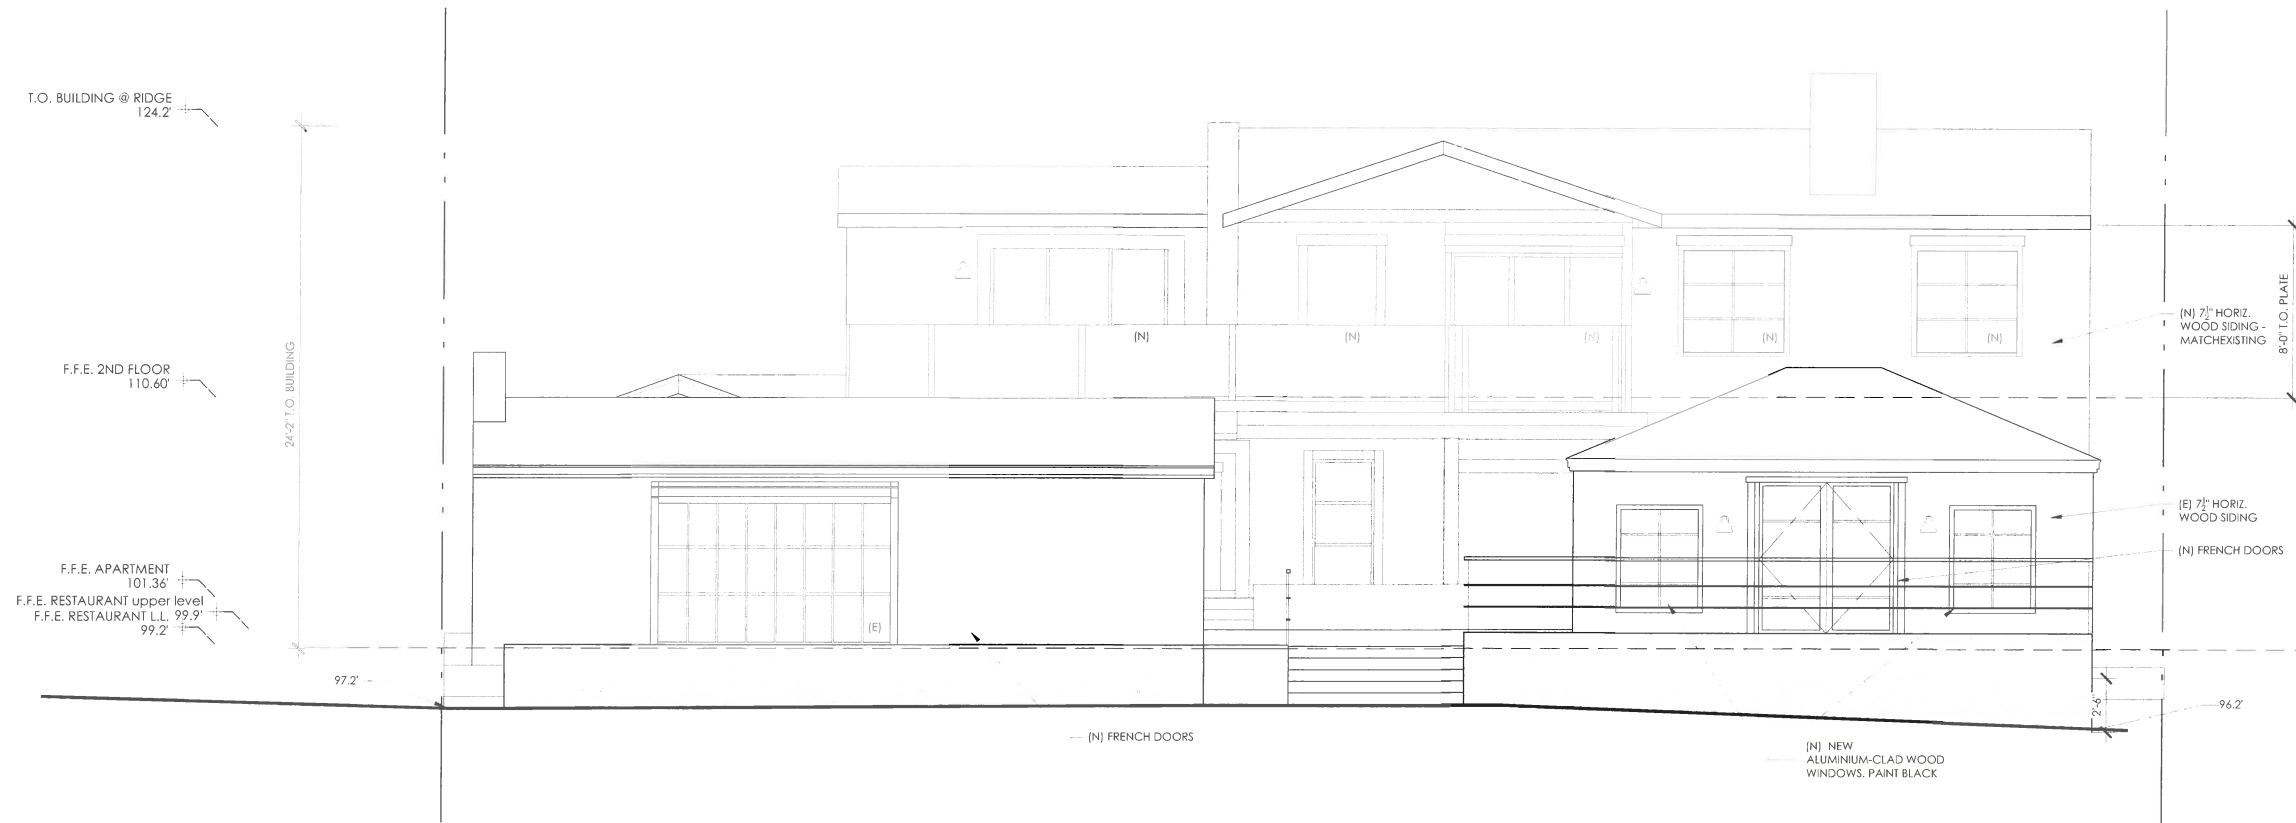 T.O. BUILDING @ RIDGE
124.2'
24'-2" T.O. BUILDING
F.F.E. 2ND FLOOR
110.60'
F.F.E. APARTMENT
101.36'
F.F.E. RESTAURANT upper level
F.F.E. RESTAURANT L.L. 99.9'
99.2'
97.2'
(N)
(N)
(N)
(N)
(N)
(E)
8'-0" T.O. PLATE
(N) 7½" HORIZ.
WOOD SIDING -
MATCHEXISTING
(E) 7½" HORIZ.
WOOD SIDING
(N) FRENCH DOORS
2'-6"
96.2'
(N) FRENCH DOORS
(N) NEW
ALUMINIUM-CLAD WOOD
WINDOWS. PAINT BLACK